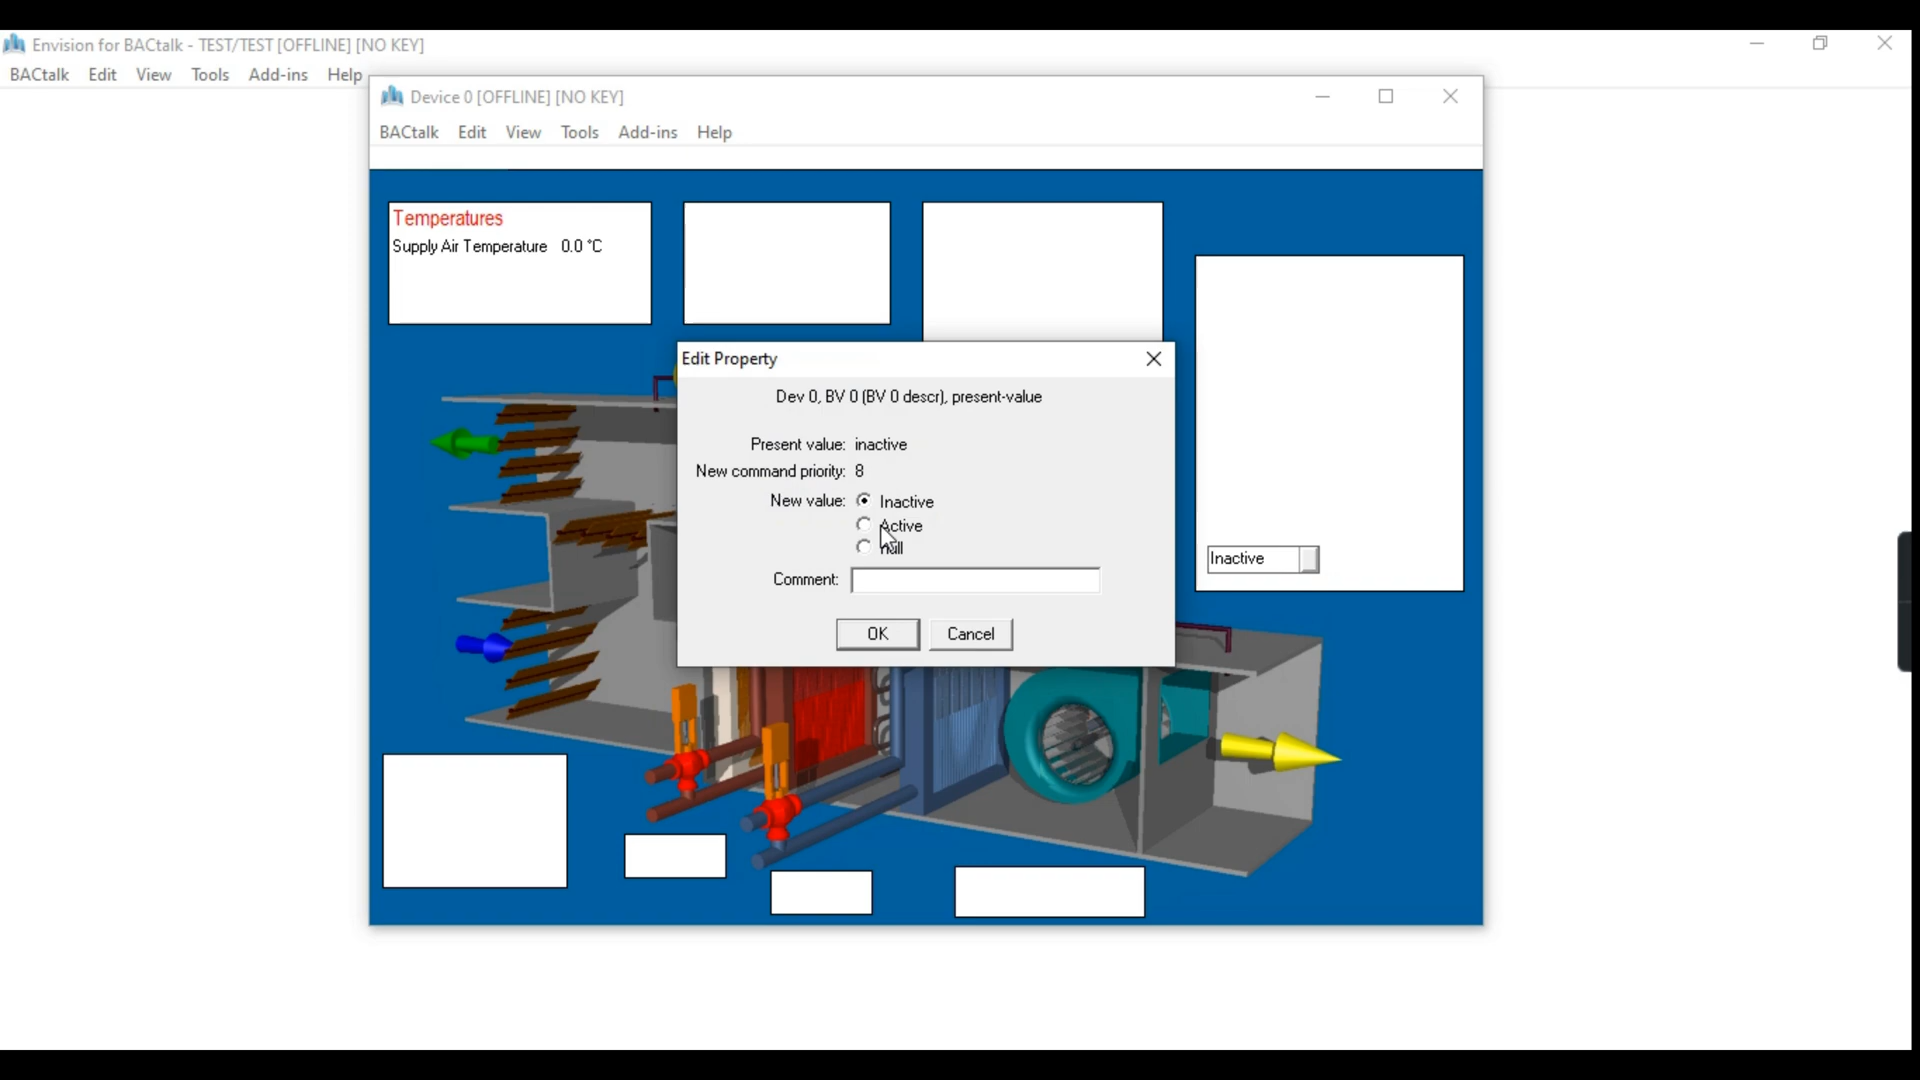 Envision for BACtalk - TEST/TEST [OFFLINE] [NO KEY]
BACtalk Edit View Tools Add-ins Help
Device 0 [OFFLINE] [NO KEY]
BACtalk Edit View Tools Add-ins Help
Temperatures
Supply Air Temperature 0.0 °C
Edit Property
Dev 0, BV 0 (BV 0 descr), present-value
Present value: inactive
New command priority: 8
New value: Inactive
Active
Null
Comment:
OK Cancel
Inactive